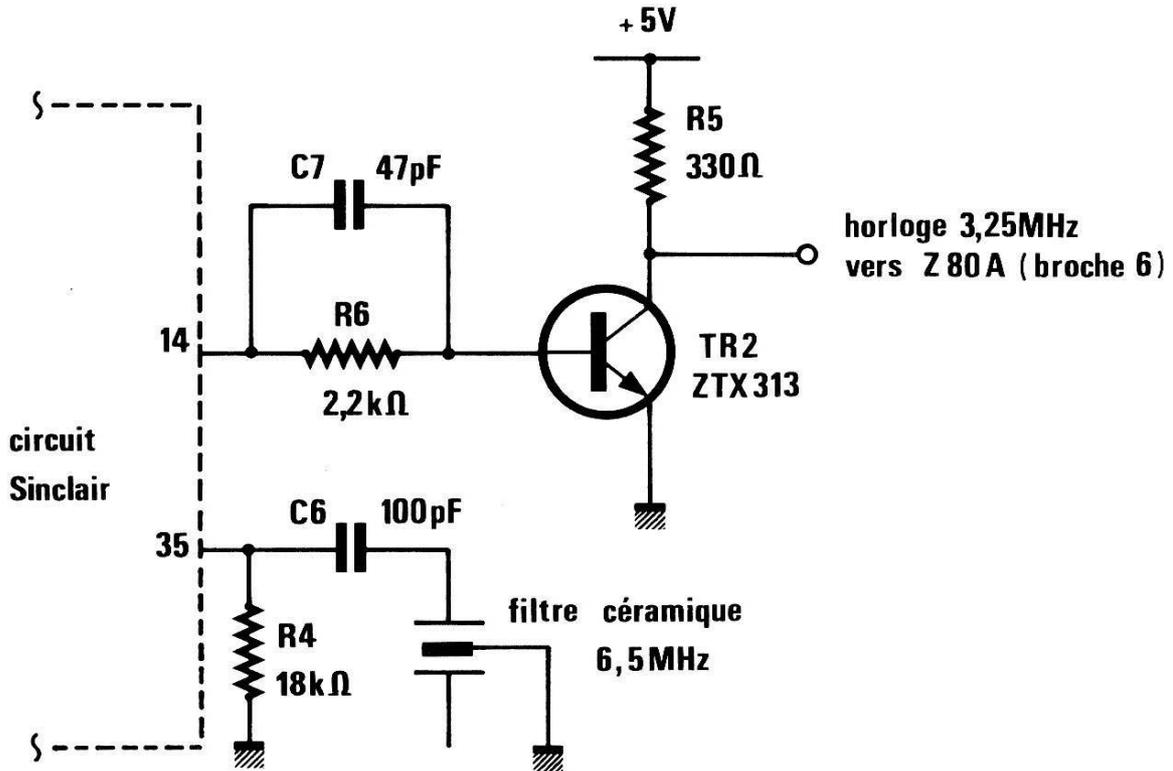 +5V
R5
330Ω
C7 47pF
horloge 3,25MHz
vers Z80A (broche 6)
R6
14
2,2kΩ
TR2
ZTX313
circuit
Sinclair
C6 100pF
35
R4
18kΩ
filtre céramique
6,5MHz